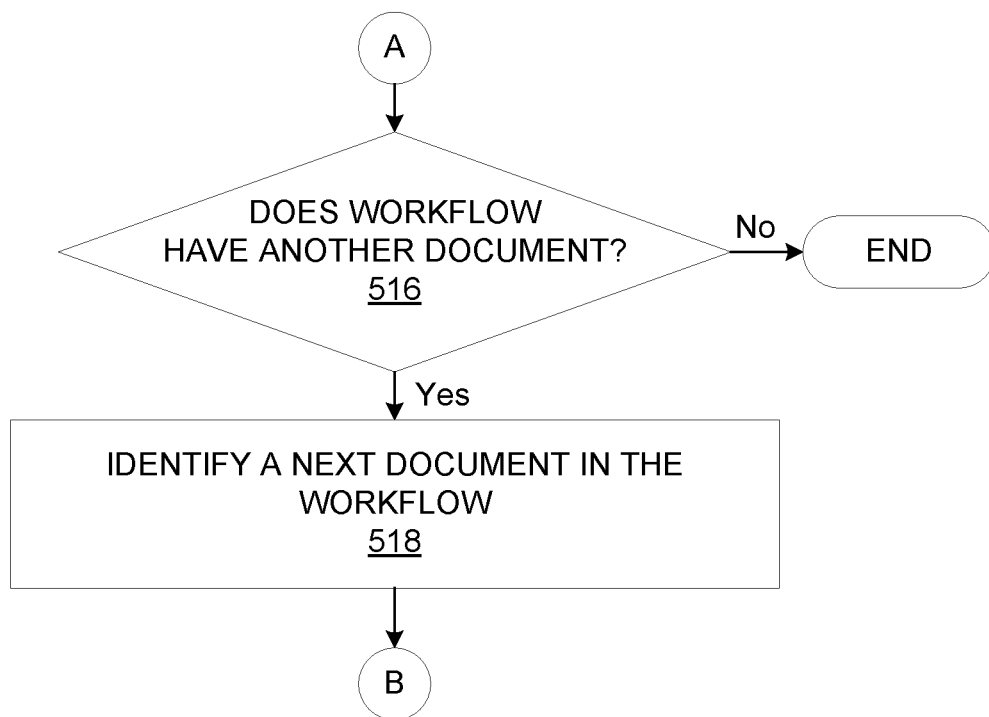 A
DOES WORKFLOW
HAVE ANOTHER DOCUMENT?
516
No
END
Yes
IDENTIFY A NEXT DOCUMENT IN THE
WORKFLOW
518
B